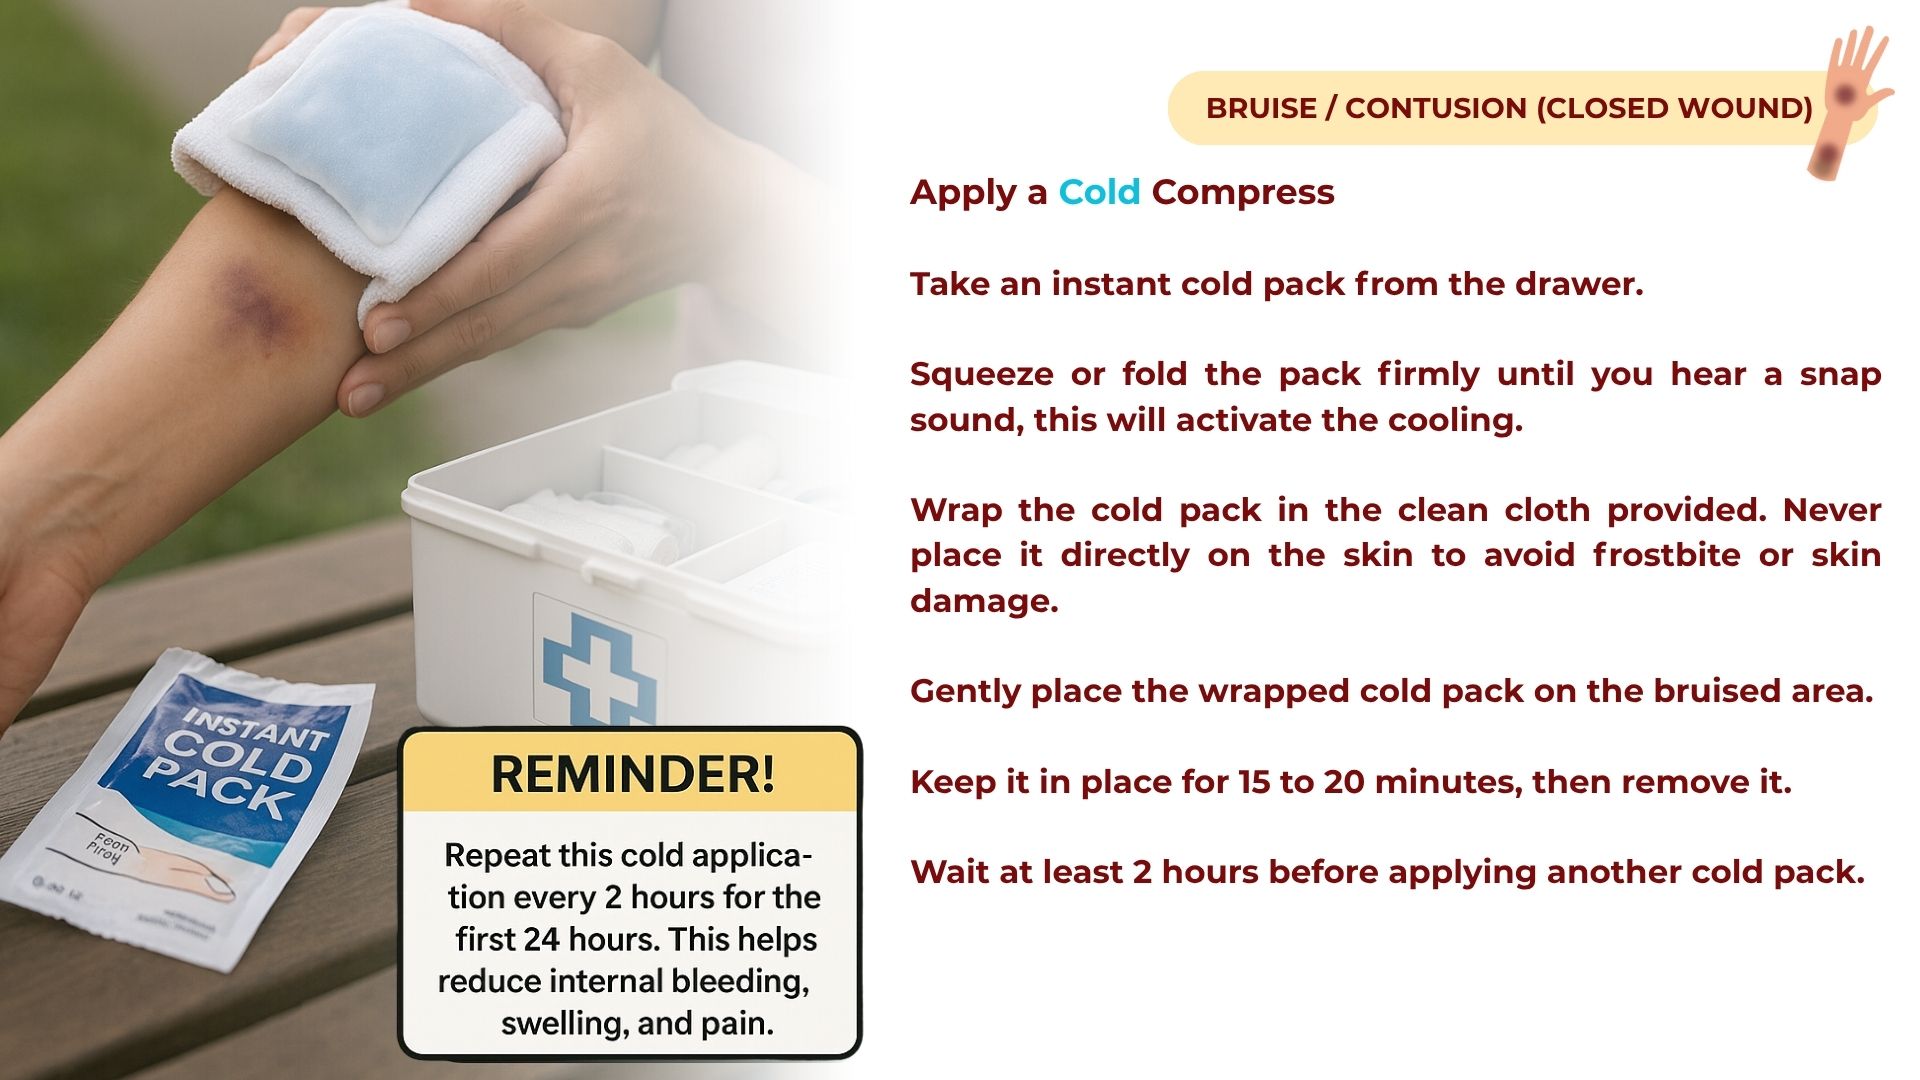 BRUISE / CONTUSION (CLOSED WOUND)
Apply a Cold Compress
Take an instant cold pack from the drawer.
Squeeze or fold the pack firmly until you hear a snap
sound, this will activate the cooling.
Wrap the cold pack in the clean cloth provided. Never
place it directly on the skin to avoid frostbite or skin
damage.
Gently place the wrapped cold pack on the bruised area.
Keep it in place for 15 to 20 minutes, then remove it.
Wait at least 2 hours before applying another cold pack.
INSTANT
COLD
PACK
REMINDER!
Repeat this cold applica-
tion every 2 hours for the
first 24 hours. This helps
reduce internal bleeding,
swelling, and pain.